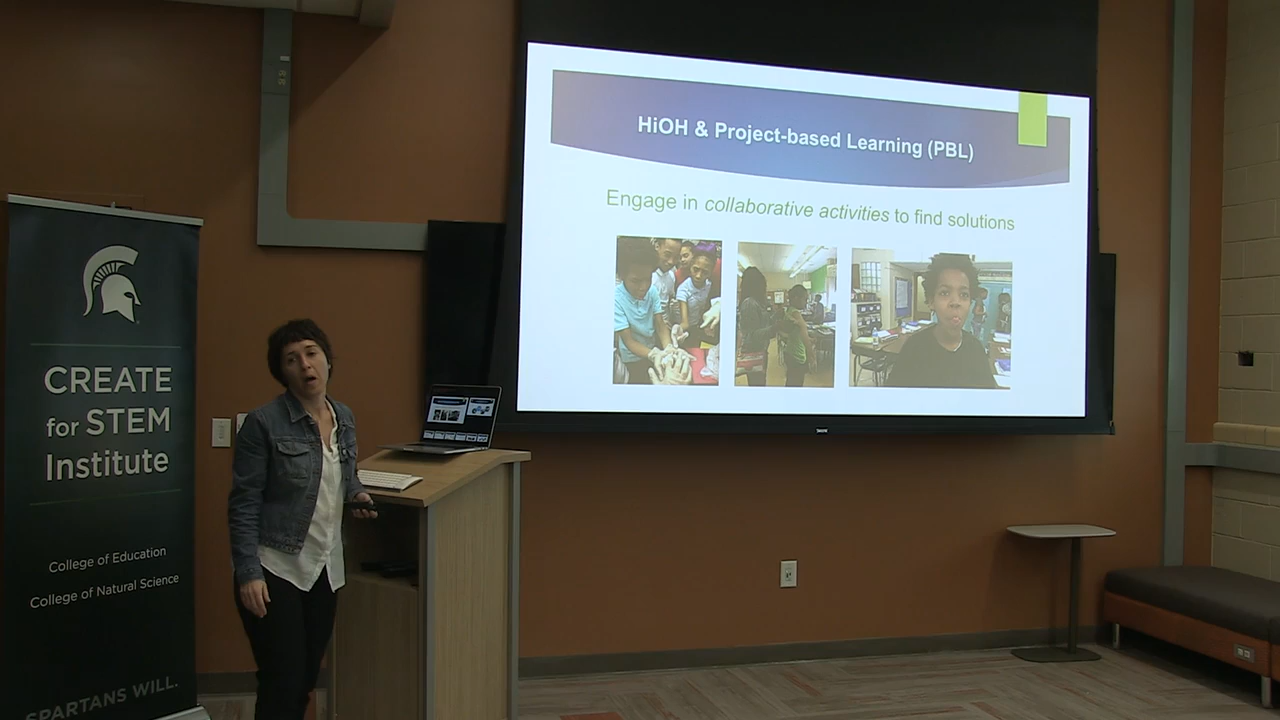 HiOH & Project-based Learning (PBL)
Engage in collaborative activities to find solutions
CREATE
for STEM
Institute
College of Education
College of Natural Science
SPARTANS WILL.